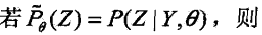 若 P̃_θ(Z) = P(Z | Y, θ)，则